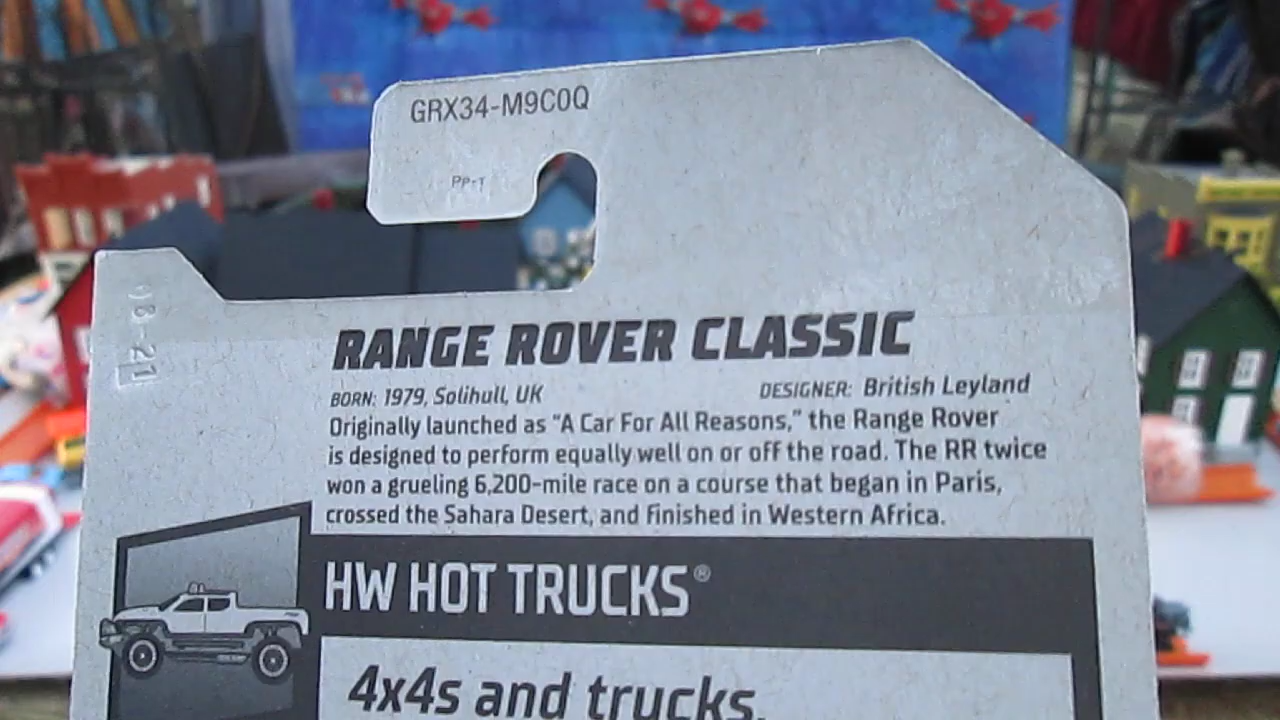 GRX34-M9C0Q
PP-T
RANGE ROVER CLASSIC
BORN: 1979, Solihull, UK
DESIGNER: British Leyland
Originally launched as “A Car For All Reasons,” the Range Rover
is designed to perform equally well on or off the road. The RR twice
won a grueling 6,200-mile race on a course that began in Paris,
crossed the Sahara Desert, and finished in Western Africa.
HW HOT TRUCKS®
4x4s and trucks.